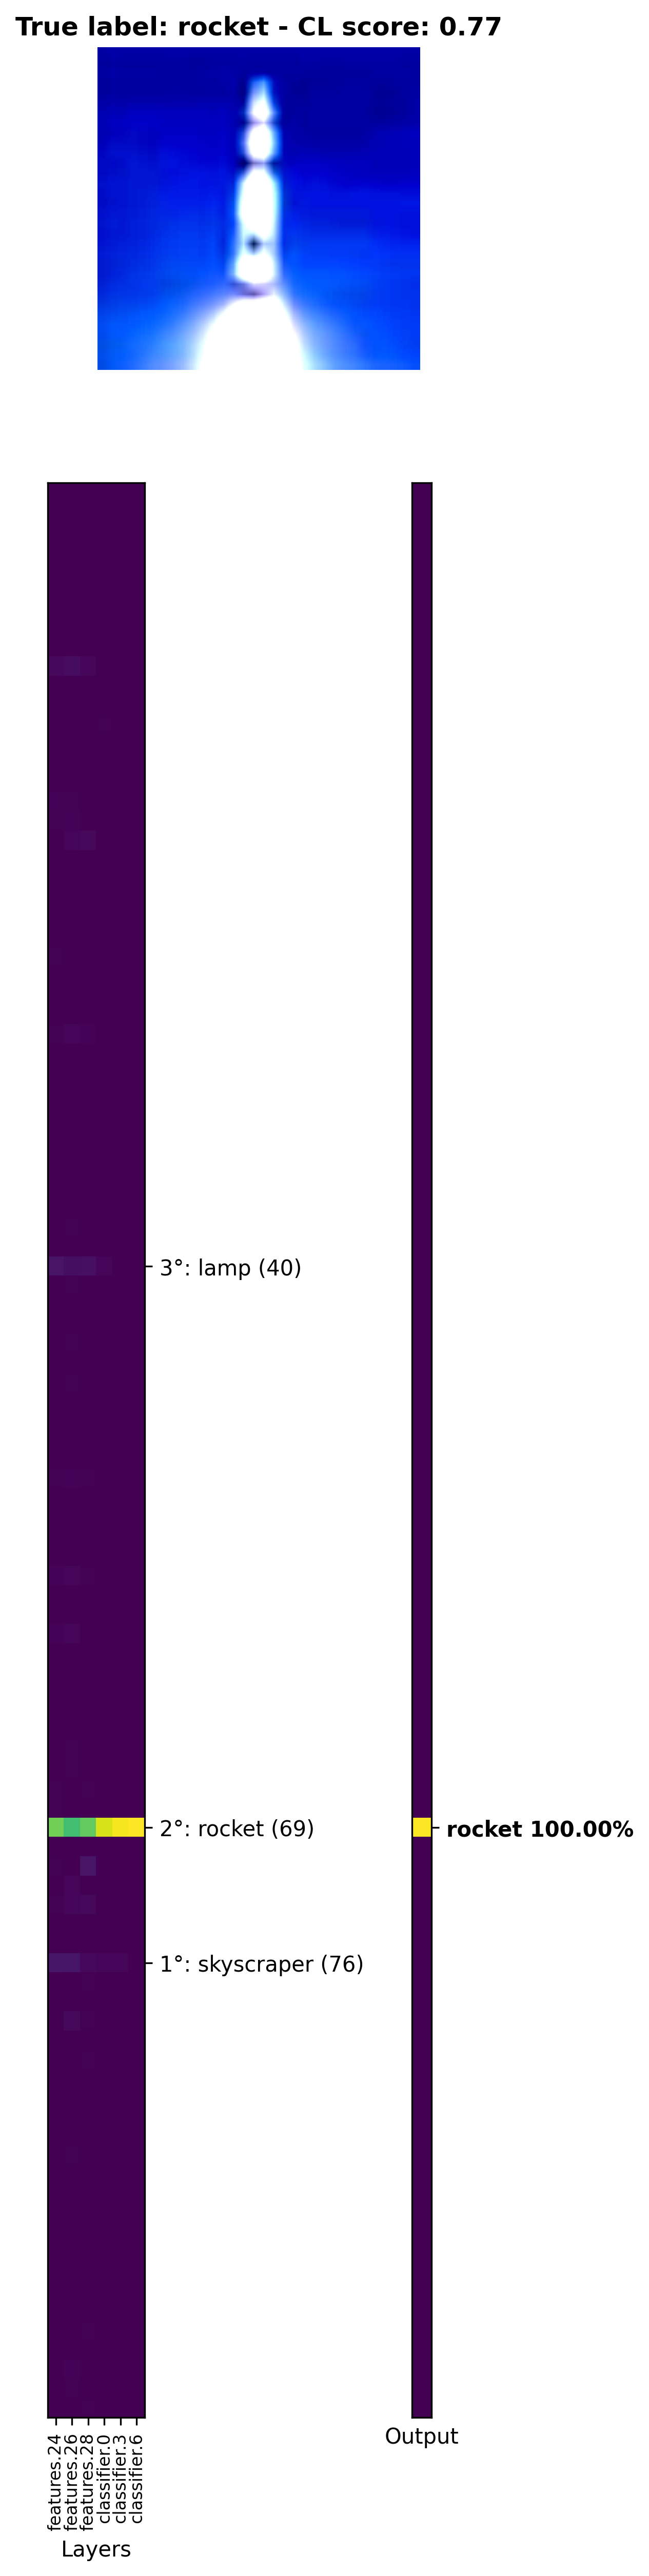 True label: rocket - CL score: 0.77
3°: lamp (40)
2°: rocket (69)
rocket 100.00%
1°: skyscraper (76)
features.24
features.26
features.28
classifier.0
classifier.3
classifier.6
Layers
Output